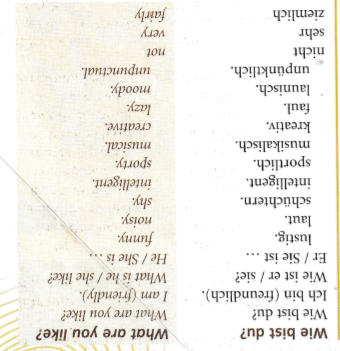 Wie bist du? What are you like?
Wie bist du? What are you like?
Ich bin (freundlich). I am (friendly).
Wie ist er / sie? What is he / she like?
Er / Sie ist … He / She is …
lustig. funny.
laut. noisy.
schüchtern. shy.
intelligent. intelligent.
sportlich. sporty.
musikalisch. musical.
kreativ. creative.
faul. lazy.
launisch. moody.
unpünktlich. unpunctual.
nicht not
sehr very
ziemlich fairly